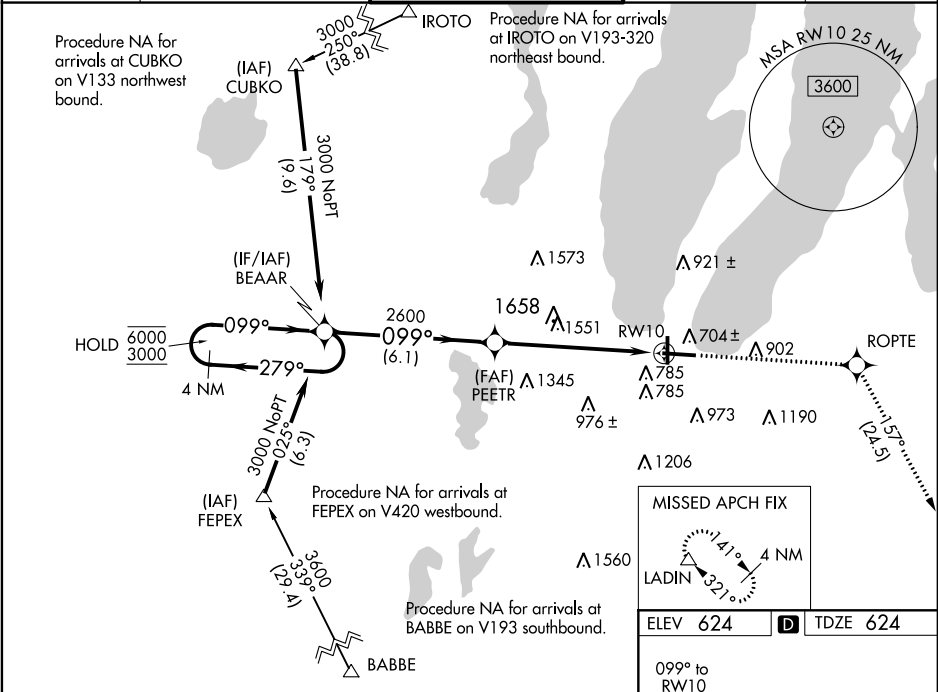 Procedure NA for
arrivals at CUBKO
on V133 northwest
bound.
3000
250°
(38.8)
IROTO
Procedure NA for arrivals
at IROTO on V193-320
northeast bound.
MSA RW10 25 NM
3600
(IAF)
CUBKO
3000 NoPT
179°
(9.6)
(IF/IAF)
BEAAR
HOLD
6000
3000
099°
279°
4 NM
2600
099°
(6.1)
1573
921 ±
1658
1551
RW10
704 ±
902
ROPTE
(FAF)
PEETR
1345
785
785
976 ±
973
1190
157°
(24.5)
1206
3000 NoPT
025°
(6.3)
(IAF)
FEPEX
Procedure NA for arrivals at
FEPEX on V420 westbound.
3600
339°
(29.4)
1560
Procedure NA for arrivals at
BABBE on V193 southbound.
BABBE
MISSED APCH FIX
141°
4 NM
LADIN
321°
ELEV 624
D
TDZE 624
099° to
RW10